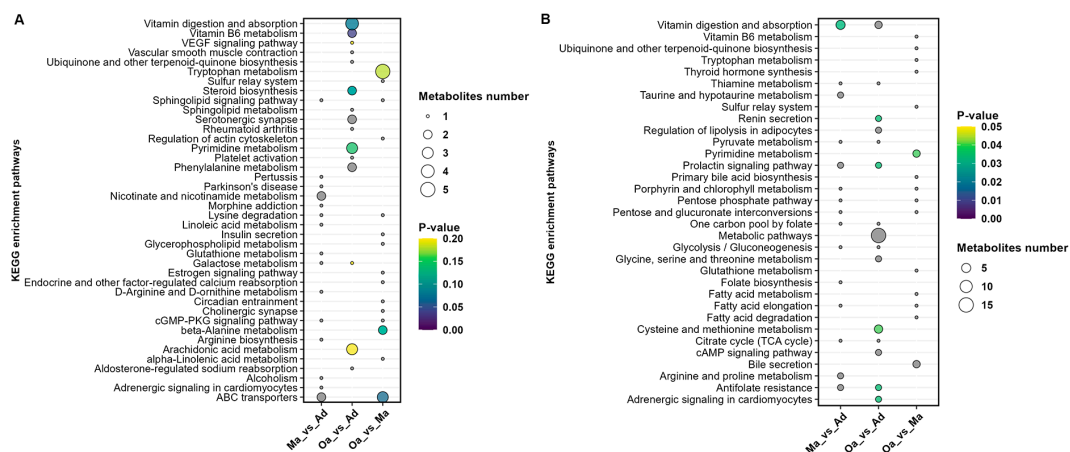 A
KEGG enrichment pathways
Vitamin digestion and absorption
Vitamin B6 metabolism
VEGF signaling pathway
Vascular smooth muscle contraction
Ubiquinone and other terpenoid-quinone biosynthesis
Tryptophan metabolism
Sulfur relay system
Steroid biosynthesis
Sphingolipid signaling pathway
Sphingolipid metabolism
Serotonergic synapse
Rheumatoid arthritis
Regulation of actin cytoskeleton
Pyrimidine metabolism
Platelet activation
Phenylalanine metabolism
Pertussis
Parkinson's disease
Nicotinate and nicotinamide metabolism
Morphine addiction
Lysine degradation
Linoleic acid metabolism
Insulin secretion
Glycerophospholipid metabolism
Glutathione metabolism
Galactose metabolism
Estrogen signaling pathway
Endocrine and other factor-regulated calcium reabsorption
D-Arginine and D-ornithine metabolism
Circadian entrainment
Cholinergic synapse
cGMP-PKG signaling pathway
beta-Alanine metabolism
Arginine biosynthesis
Arachidonic acid metabolism
alpha-Linolenic acid metabolism
Aldosterone-regulated sodium reabsorption
Alcoholism
Adrenergic signaling in cardiomyocytes
ABC transporters
Ma_vs_Ad
Oa_vs_Ad
Oa_vs_Ma
Metabolites number
1
2
3
4
5
P-value
0.20
0.15
0.10
0.05
0.00
B
KEGG enrichment pathways
Vitamin digestion and absorption
Vitamin B6 metabolism
Ubiquinone and other terpenoid-quinone biosynthesis
Tryptophan metabolism
Thyroid hormone synthesis
Thiamine metabolism
Taurine and hypotaurine metabolism
Sulfur relay system
Renin secretion
Regulation of lipolysis in adipocytes
Pyruvate metabolism
Pyrimidine metabolism
Prolactin signaling pathway
Primary bile acid biosynthesis
Porphyrin and chlorophyll metabolism
Pentose phosphate pathway
Pentose and glucuronate interconversions
One carbon pool by folate
Metabolic pathways
Glycolysis / Gluconeogenesis
Glycine, serine and threonine metabolism
Glutathione metabolism
Folate biosynthesis
Fatty acid metabolism
Fatty acid elongation
Fatty acid degradation
Cysteine and methionine metabolism
Citrate cycle (TCA cycle)
cAMP signaling pathway
Bile secretion
Arginine and proline metabolism
Antifolate resistance
Adrenergic signaling in cardiomyocytes
Ma_vs_Ad
Oa_vs_Ad
Oa_vs_Ma
P-value
0.05
0.04
0.03
0.02
0.01
0.00
Metabolites number
5
10
15